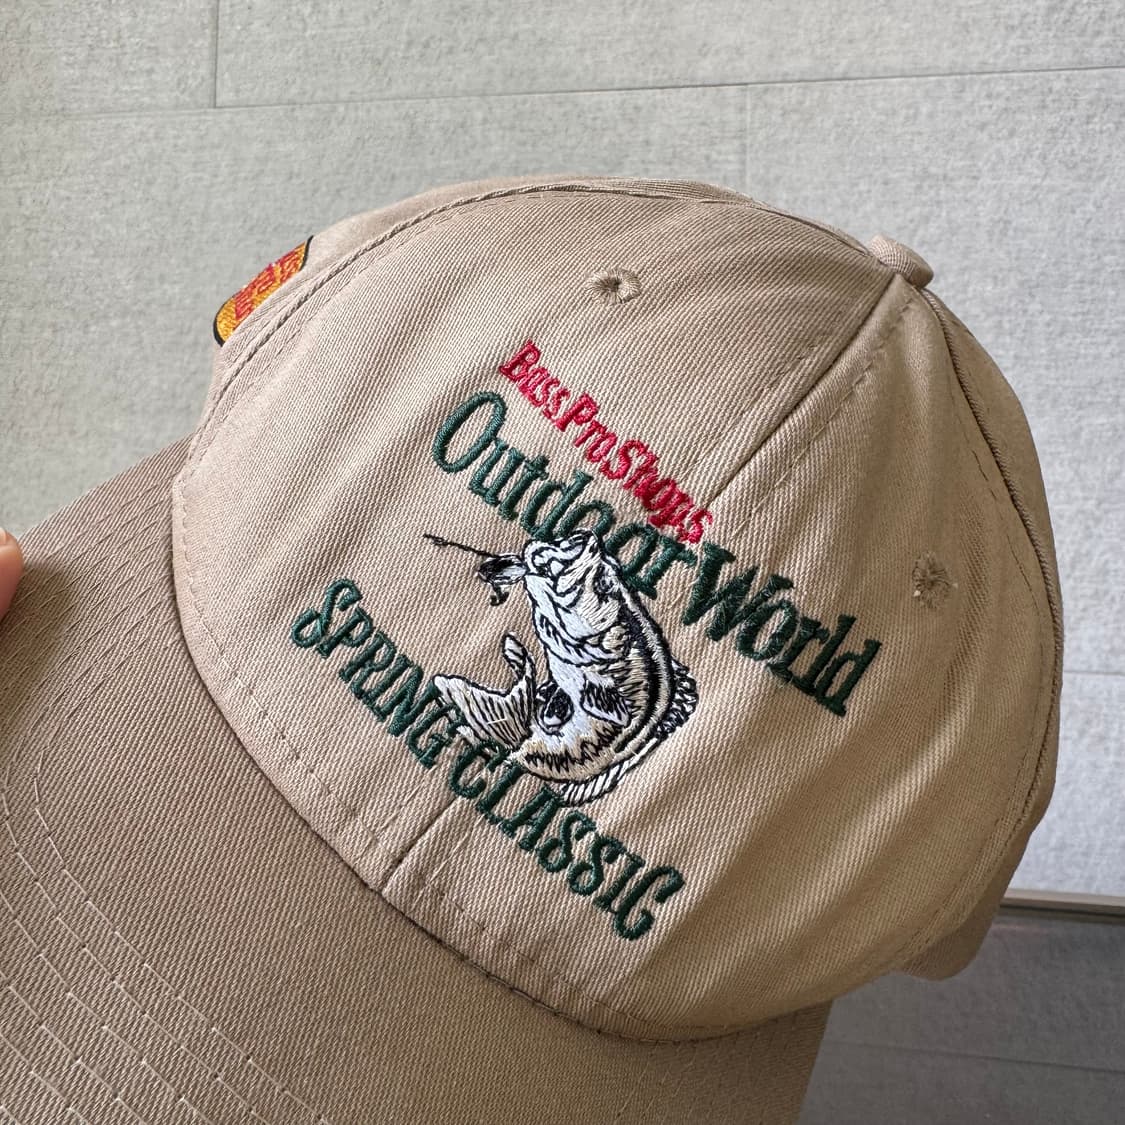 Bass Pro Shops
Outdoor World
SPRING CLASSIC